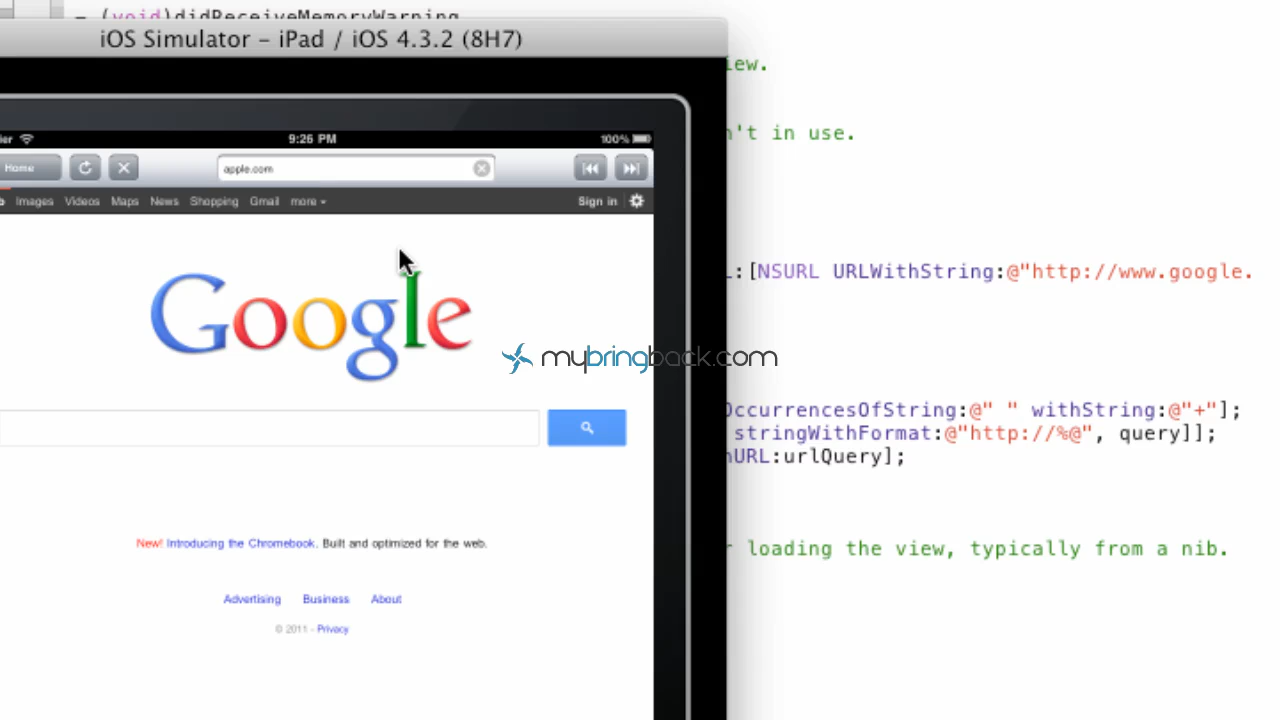 - (void)didReceiveMemoryWarning
iOS Simulator - iPad / iOS 4.3.2 (8H7)
iew.
n't in use.
9:26 PM
100%
Home
apple.com
Images Videos Maps News Shopping Gmail more
Sign in
:[NSURL URLWithString:@"http://www.google.
Google
mybringback.com
OccurrencesOfString:@" " withString:@"+"];
stringWithFormat:@"http://%@", query]];
nURL:urlQuery];
New! Introducing the Chromebook. Built and optimized for the web.
r loading the view, typically from a nib.
Advertising Business About
© 2011 - Privacy